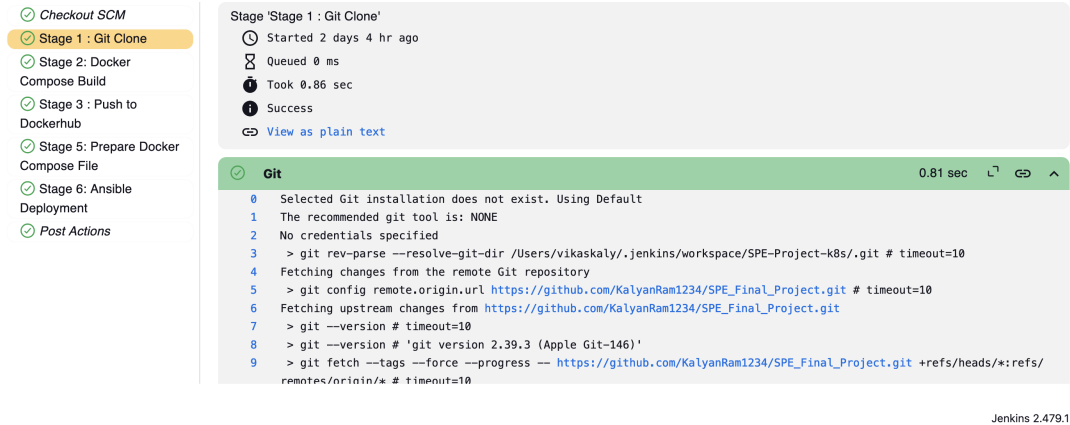 Checkout SCM
Stage 1 : Git Clone
Stage 2: Docker
Compose Build
Stage 3 : Push to
Dockerhub
Stage 5: Prepare Docker
Compose File
Stage 6: Ansible
Deployment
Post Actions
Stage 'Stage 1 : Git Clone'
Started 2 days 4 hr ago
Queued 0 ms
Took 0.86 sec
Success
View as plain text
Git 0.81 sec
0 Selected Git installation does not exist. Using Default
1 The recommended git tool is: NONE
2 No credentials specified
3 > git rev-parse --resolve-git-dir /Users/vikaskaly/.jenkins/workspace/SPE-Project-k8s/.git # timeout=10
4 Fetching changes from the remote Git repository
5 > git config remote.origin.url https://github.com/KalyanRam1234/SPE_Final_Project.git # timeout=10
6 Fetching upstream changes from https://github.com/KalyanRam1234/SPE_Final_Project.git
7 > git --version # timeout=10
8 > git --version # 'git version 2.39.3 (Apple Git-146)'
9 > git fetch --tags --force --progress -- https://github.com/KalyanRam1234/SPE_Final_Project.git +refs/heads/*:refs/
remotes/origin/* # timeout=10
Jenkins 2.479.1